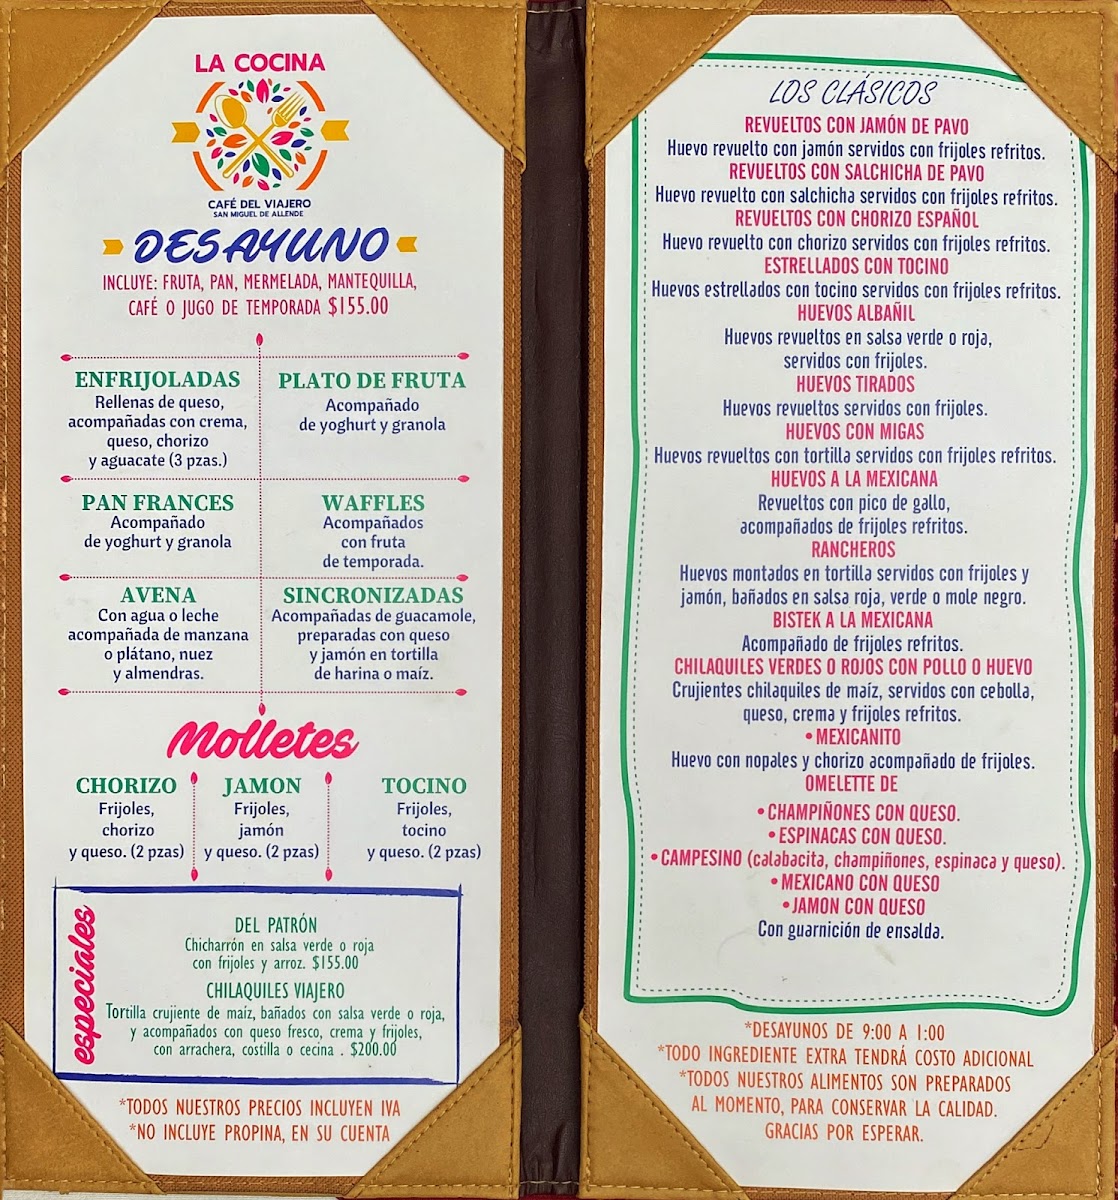 LA COCINA
CAFÉ DEL VIAJERO
SAN MIGUEL DE ALLENDE
DESAYUNO
INCLUYE: FRUTA, PAN, MERMELADA, MANTEQUILLA,
CAFÉ O JUGO DE TEMPORADA $155.00
ENFRIJOLADAS
Rellenas de queso,
acompañadas con crema,
queso, chorizo
y aguacate (3 pzas.)
PLATO DE FRUTA
Acompañado
de yoghurt y granola
PAN FRANCES
Acompañado
de yoghurt y granola
WAFFLES
Acompañados
con fruta
de temporada.
AVENA
Con agua o leche
acompañada de manzana
o plátano, nuez
y almendras.
SINCRONIZADAS
Acompañadas de guacamole,
preparadas con queso
y jamón en tortilla
de harina o maíz.
Molletes
CHORIZO
Frijoles,
chorizo
y queso. (2 pzas)
JAMON
Frijoles,
jamón
y queso. (2 pzas)
TOCINO
Frijoles,
tocino
y queso. (2 pzas)
especiales
DEL PATRÓN
Chicharrón en salsa verde o roja
con frijoles y arroz. $155.00
CHILAQUILES VIAJERO
Tortilla crujiente de maíz, bañados con salsa verde o roja,
y acompañados con queso fresco, crema y frijoles,
con arrachera, costilla o cecina . $200.00
*TODOS NUESTROS PRECIOS INCLUYEN IVA
*NO INCLUYE PROPINA, EN SU CUENTA
LOS CLÁSICOS
REVUELTOS CON JAMÓN DE PAVO
Huevo revuelto con jamón servidos con frijoles refritos.
REVUELTOS CON SALCHICHA DE PAVO
Huevo revuelto con salchicha servidos con frijoles refritos.
REVUELTOS CON CHORIZO ESPAÑOL
Huevo revuelto con chorizo servidos con frijoles refritos.
ESTRELLADOS CON TOCINO
Huevos estrellados con tocino servidos con frijoles refritos.
HUEVOS ALBAÑIL
Huevos revueltos en salsa verde o roja,
servidos con frijoles.
HUEVOS TIRADOS
Huevos revueltos servidos con frijoles.
HUEVOS CON MIGAS
Huevos revueltos con tortilla servidos con frijoles refritos.
HUEVOS A LA MEXICANA
Revueltos con pico de gallo,
acompañados de frijoles refritos.
RANCHEROS
Huevos montados en tortilla servidos con frijoles y
jamón, bañados en salsa roja, verde o mole negro.
BISTEK A LA MEXICANA
Acompañado de frijoles refritos.
CHILAQUILES VERDES O ROJOS CON POLLO O HUEVO
Crujientes chilaquiles de maíz, servidos con cebolla,
queso, crema y frijoles refritos.
• MEXICANITO
Huevo con nopales y chorizo acompañado de frijoles.
OMELETTE DE
• CHAMPIÑONES CON QUESO.
• ESPINACAS CON QUESO.
• CAMPESINO (calabacita, champiñones, espinaca y queso).
• MEXICANO CON QUESO
• JAMON CON QUESO
Con guarnición de ensalda.
*DESAYUNOS DE 9:00 A 1:00
*TODO INGREDIENTE EXTRA TENDRÁ COSTO ADICIONAL
*TODOS NUESTROS ALIMENTOS SON PREPARADOS
AL MOMENTO, PARA CONSERVAR LA CALIDAD.
GRACIAS POR ESPERAR.